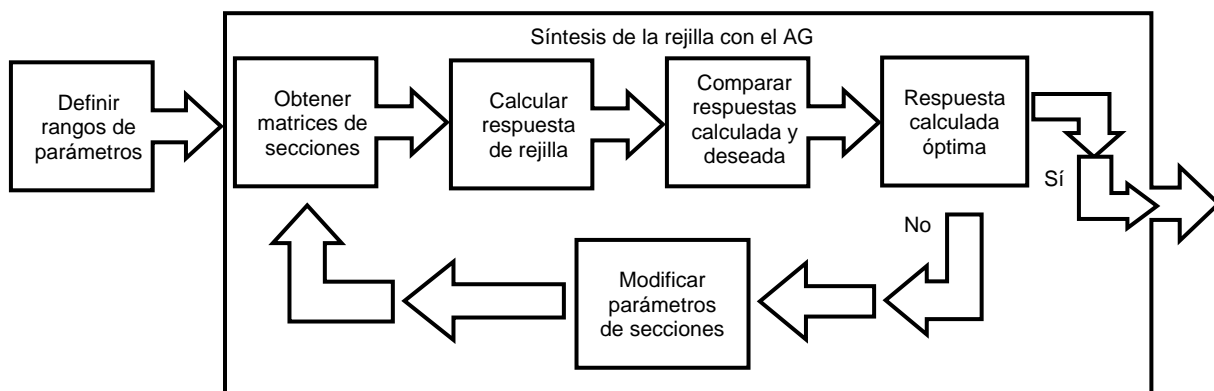 Síntesis de la rejilla con el AG
Definir
rangos de
parámetros
Obtener
matrices de
secciones
Calcular
respuesta
de rejilla
Comparar
respuestas
calculada y
deseada
Respuesta
calculada
óptima
Sí
No
Modificar
parámetros
de secciones